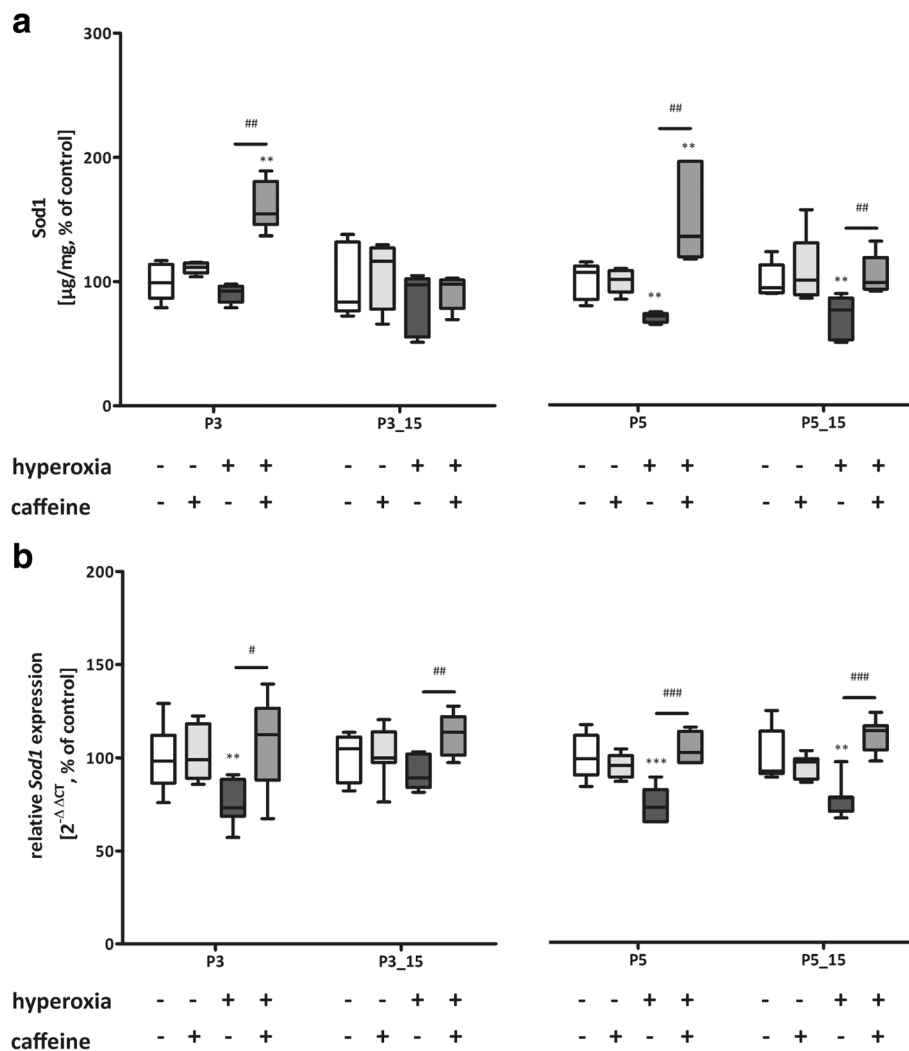 a
300
200
100
0
Sod1
[µg/mg, % of control]
##
**
##
**
**
##
**
P3
P3_15
P5
P5_15
hyperoxia - - + + - - + + - - + + - - + +
caffeine - + - + - + - + - + - + - + - +
b
200
150
100
50
0
relative Sod1 expression
[2-Δ ΔCT, % of control]
#
**
##
###
***
###
**
P3
P3_15
P5
P5_15
hyperoxia - - + + - - + + - - + + - - + +
caffeine - + - + - + - + - + - + - + - +